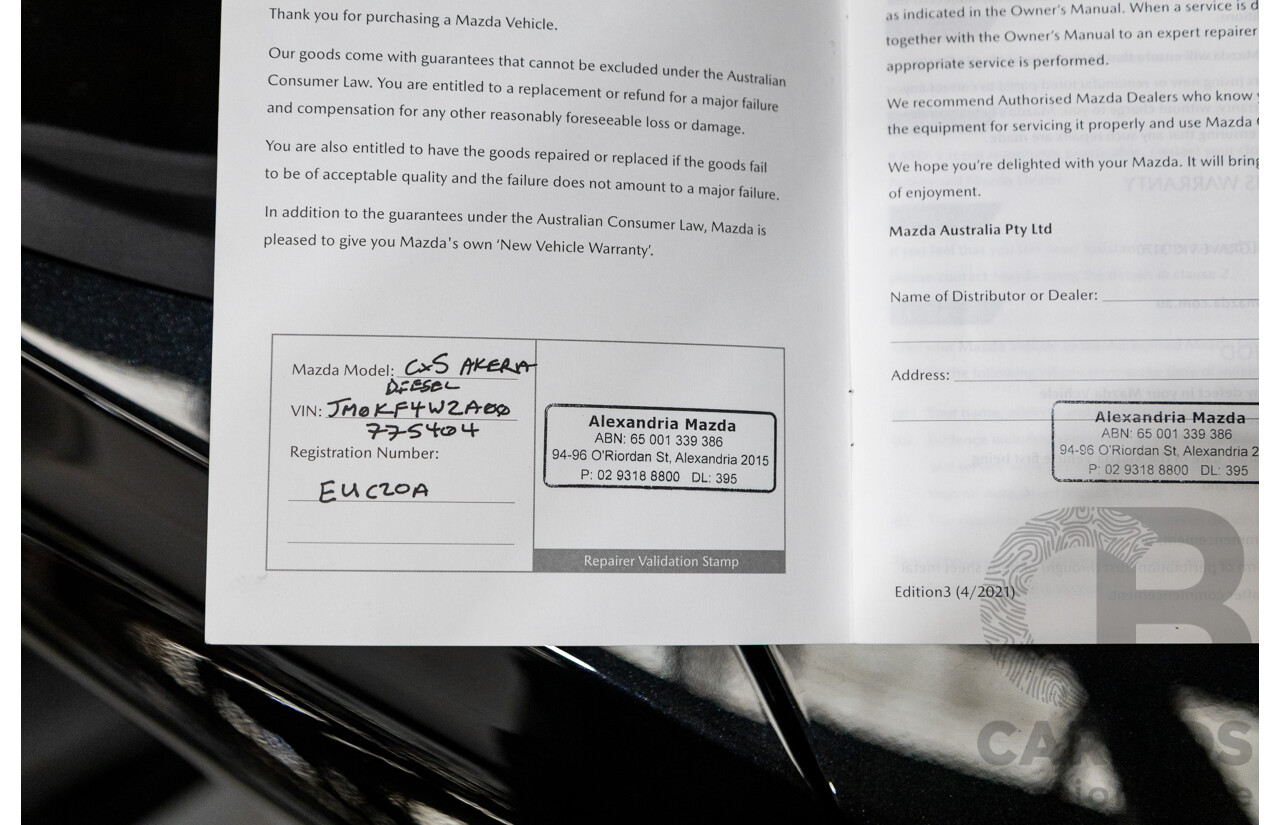 Thank you for purchasing a Mazda Vehicle.
Our goods come with guarantees that cannot be excluded under the Australian
Consumer Law. You are entitled to a replacement or refund for a major failure
and compensation for any other reasonably foreseeable loss or damage.
You are also entitled to have the goods repaired or replaced if the goods fail
to be of acceptable quality and the failure does not amount to a major failure.
In addition to the guarantees under the Australian Consumer Law, Mazda is
pleased to give you Mazda's own 'New Vehicle Warranty'.
Mazda Model: CX5 AKERA
DIESEL
VIN: JM0KF4W2A00
775404
Registration Number:
EUC20A
Alexandria Mazda
ABN: 65 001 339 386
94-96 O'Riordan St, Alexandria 2015
P: 02 9318 8800 DL: 395
Repairer Validation Stamp
as indicated in the Owner's Manual. When a service is d
together with the Owner's Manual to an expert repairer
appropriate service is performed.
We recommend Authorised Mazda Dealers who know
the equipment for servicing it properly and use Mazda
We hope you're delighted with your Mazda. It will bring
of enjoyment.
Mazda Australia Pty Ltd
Name of Distributor or Dealer:
Address:
Alexandria Mazda
ABN: 65 001 339 386
94-96 O'Riordan St, Alexandria 2
P: 02 9318 8800 DL: 395
Edition3 (4/2021)